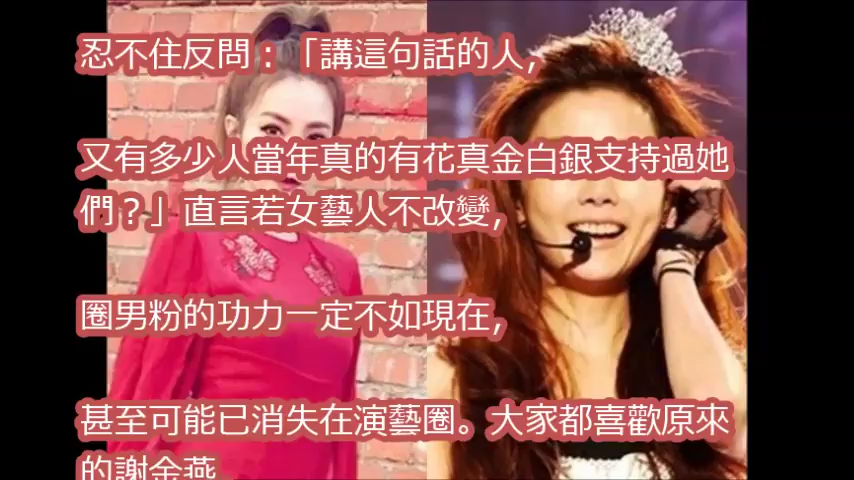 忍不住反問：「講這句話的人，
又有多少人當年真的有花真金白銀支持過她
們？」直言若女藝人不改變，
圈男粉的功力一定不如現在，
甚至可能已消失在演藝圈。大家都喜歡原來
的謝金燕